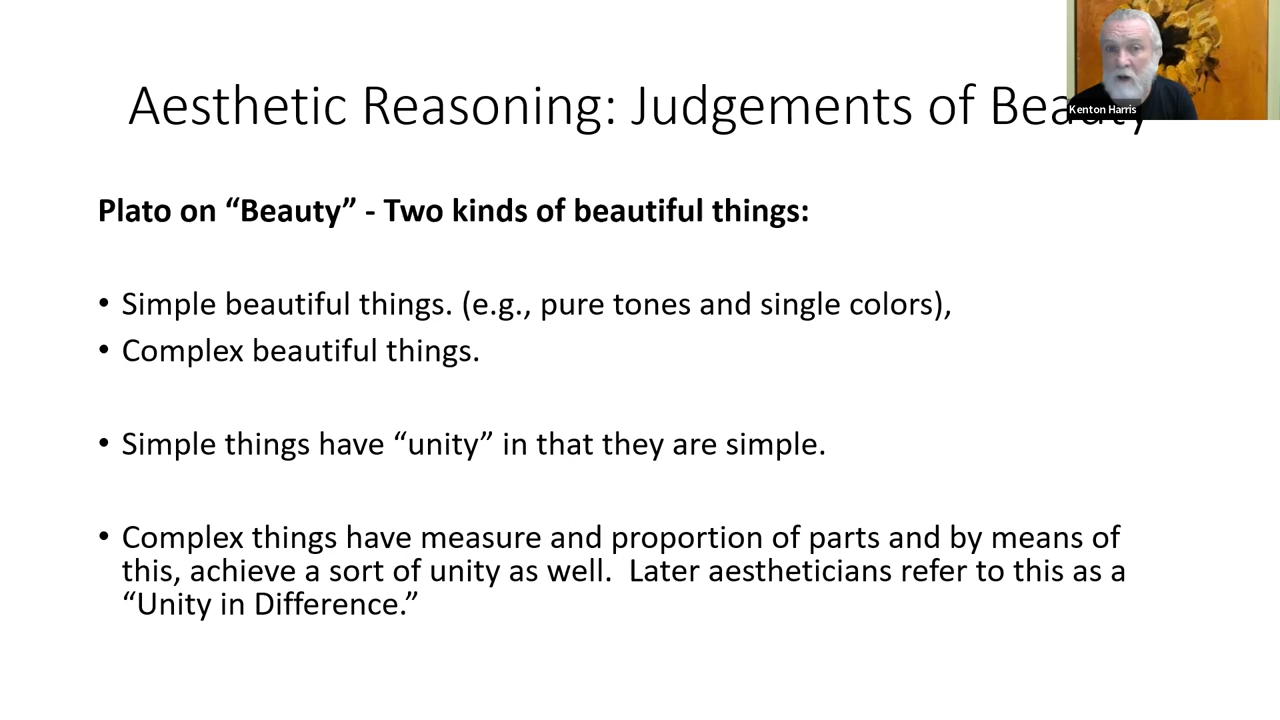 Aesthetic Reasoning: Judgements of Beauty
Kenton Harris
Plato on “Beauty” - Two kinds of beautiful things:
• Simple beautiful things. (e.g., pure tones and single colors),
• Complex beautiful things.
• Simple things have “unity” in that they are simple.
• Complex things have measure and proportion of parts and by means of
this, achieve a sort of unity as well.  Later aestheticians refer to this as a
“Unity in Difference.”